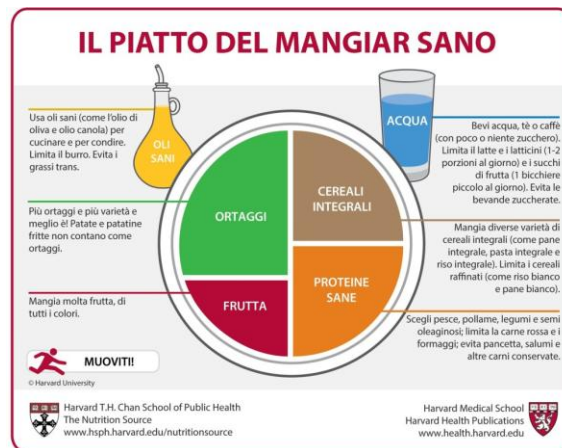 IL PIATTO DEL MANGIAR SANO
Usa oli sani (come l'olio di
oliva e olio canola) per
cucinare e per condire.
Limita il burro. Evita i
grassi trans.
OLI
SANI
ACQUA
Bevi acqua, tè o caffè
(con poco o niente zucchero).
Limita il latte e i latticini (1-2
porzioni al giorno) e i succhi
di frutta (1 bicchiere
piccolo al giorno). Evita le
bevande zuccherate.
Più ortaggi e più varietà e
meglio è! Patate e patatine
fritte non contano come
ortaggi.
ORTAGGI
CEREALI
INTEGRALI
Mangia diverse varietà di
cereali integrali (come pane
integrale, pasta integrale e
riso integrale). Limita i cereali
raffinati (come riso bianco
e pane bianco).
Mangia molta frutta, di
tutti i colori.
FRUTTA
PROTEINE
SANE
Scegli pesce, pollame, legumi e semi
oleaginosi; limita la carne rossa e i
formaggi; evita pancetta, salumi e
altre carni conservate.
MUOVITI!
© Harvard University
Harvard T.H. Chan School of Public Health
The Nutrition Source
www.hsph.harvard.edu/nutritionsource
Harvard Medical School
Harvard Health Publications
www.health.harvard.edu